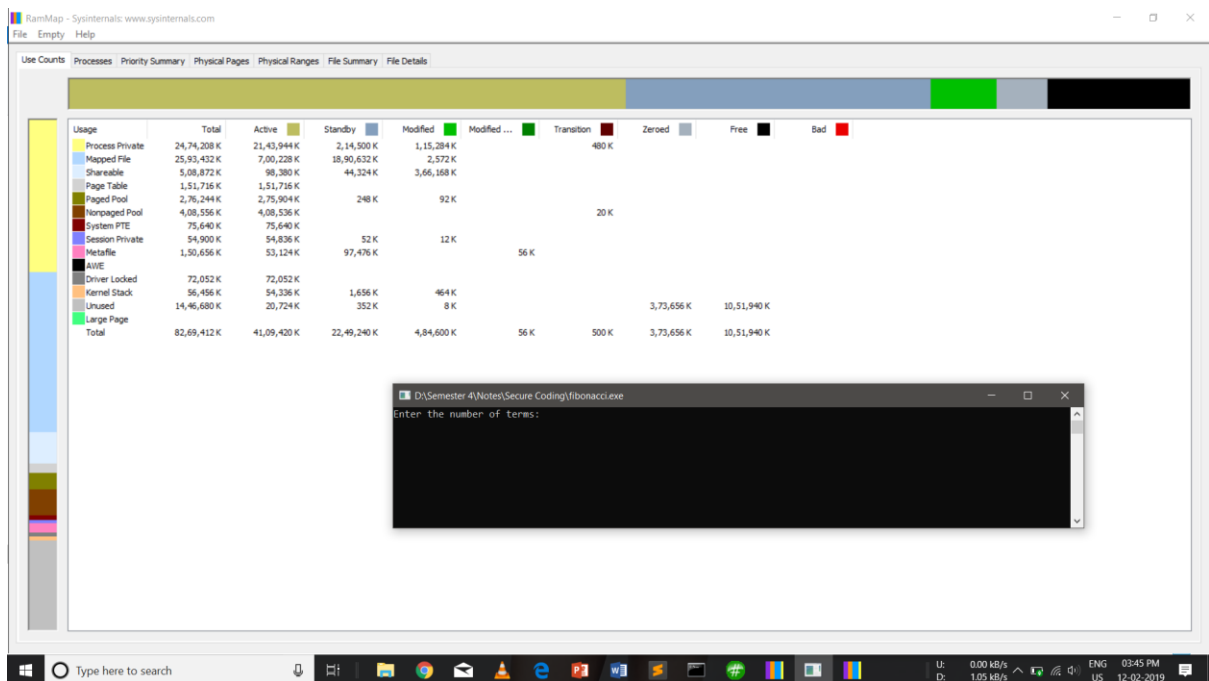 RamMap - Sysinternals: www.sysinternals.com
File Empty Help
Use Counts Processes Priority Summary Physical Pages Physical Ranges File Summary File Details
Usage Total Active Standby Modified Modified ... Transition Zeroed Free Bad
Process Private 24,74,208 K 21,43,944 K 2,14,500 K 1,15,284 K 480 K
Mapped File 25,93,432 K 7,00,228 K 18,90,632 K 2,572 K
Shareable 5,08,872 K 98,380 K 44,324 K 3,66,168 K
Page Table 1,51,716 K 1,51,716 K
Paged Pool 2,76,244 K 2,75,904 K 248 K 92 K
Nonpaged Pool 4,08,556 K 4,08,536 K 20 K
System PTE 75,640 K 75,640 K
Session Private 54,900 K 54,836 K 52 K 12 K
Metafile 1,50,656 K 53,124 K 97,476 K 56 K
AWE
Driver Locked 72,052 K 72,052 K
Kernel Stack 56,456 K 54,336 K 1,656 K 464 K
Unused 14,46,680 K 20,724 K 352 K 8 K 3,73,656 K 10,51,940 K
Large Page
Total 82,69,412 K 41,09,420 K 22,49,240 K 4,84,600 K 56 K 500 K 3,73,656 K 10,51,940 K
D:\Semester 4\Notes\Secure Coding\fibonacci.exe
Enter the number of terms:
Type here to search
U: 0.00 kB/s ENG 03:45 PM
D: 1.05 kB/s US 12-02-2019